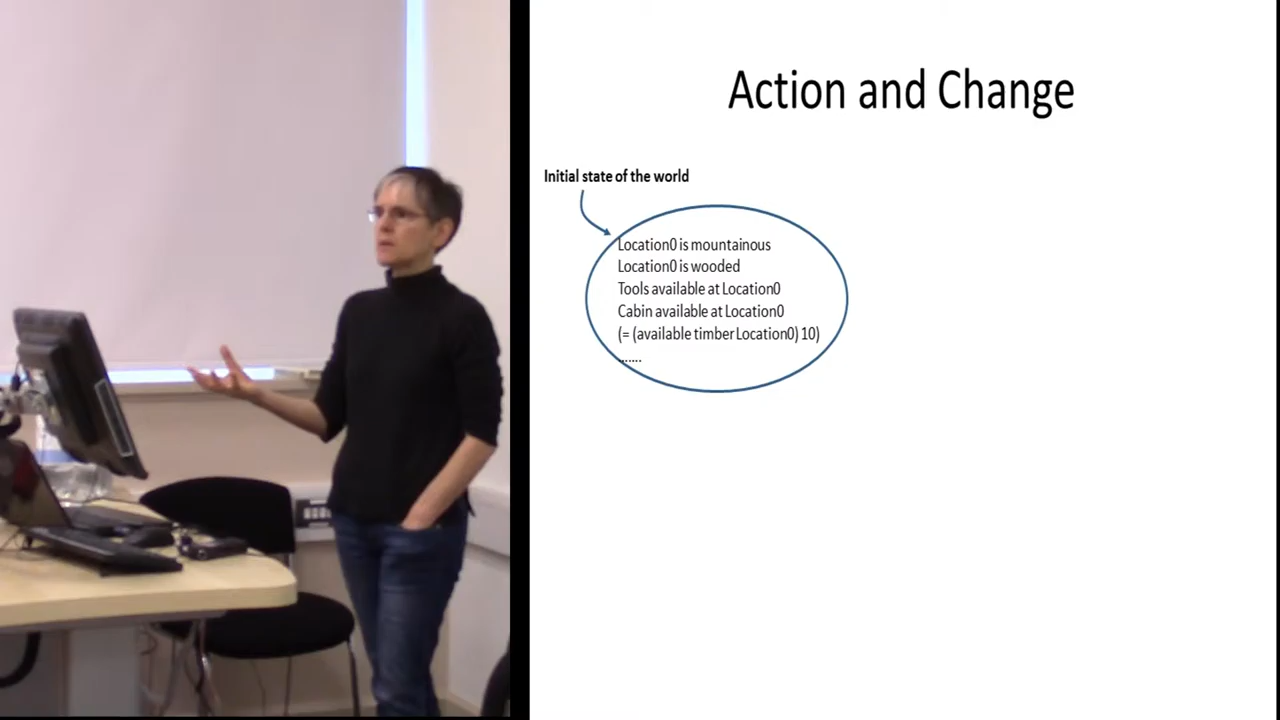 Action and Change
Initial state of the world
Location0 is mountainous
Location0 is wooded
Tools available at Location0
Cabin available at Location0
(= (available timber Location0) 10)
.......